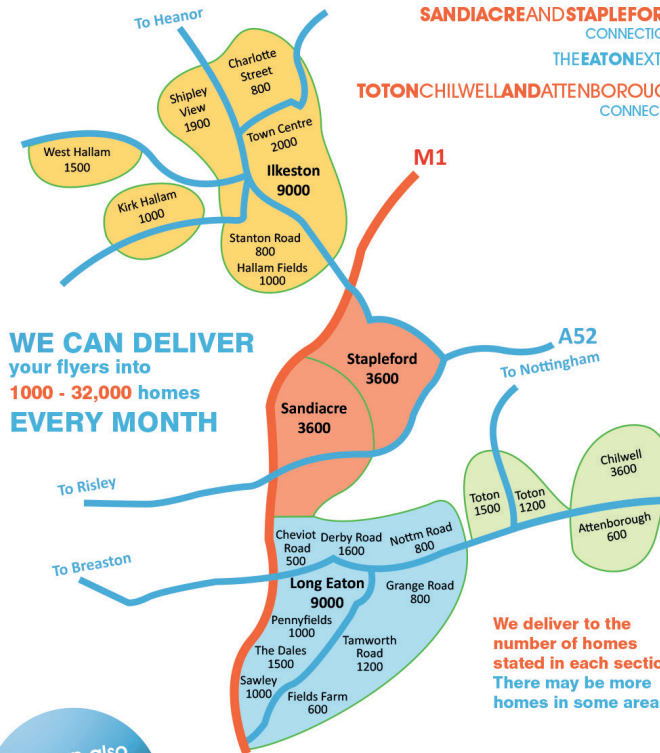 SANDIACREANDSTAPLEFOR
CONNECTIO
THEEATONEXT
TOTONCHILWELLANDATTENBOROUG
CONNEC
To Heanor
Charlotte
Street
800
Shipley
View
1900
Town Centre
2000
Ilkeston
9000
West Hallam
1500
Kirk Hallam
1000
Stanton Road
800
Hallam Fields
1000
M1
WE CAN DELIVER
your flyers into
1000 - 32,000 homes
EVERY MONTH
A52
To Nottingham
Stapleford
3600
Sandiacre
3600
To Risley
Toton
1500
Toton
1200
Chilwell
3600
Attenborough
600
To Breaston
Cheviot
Road
500
Derby Road
1600
Nottm Road
800
Long Eaton
9000
Grange Road
800
Pennyfields
1000
The Dales
1500
Tamworth
Road
1200
Sawley
1000
Fields Farm
600
We deliver to the
number of homes
stated in each sectio
There may be more
homes in some area
also